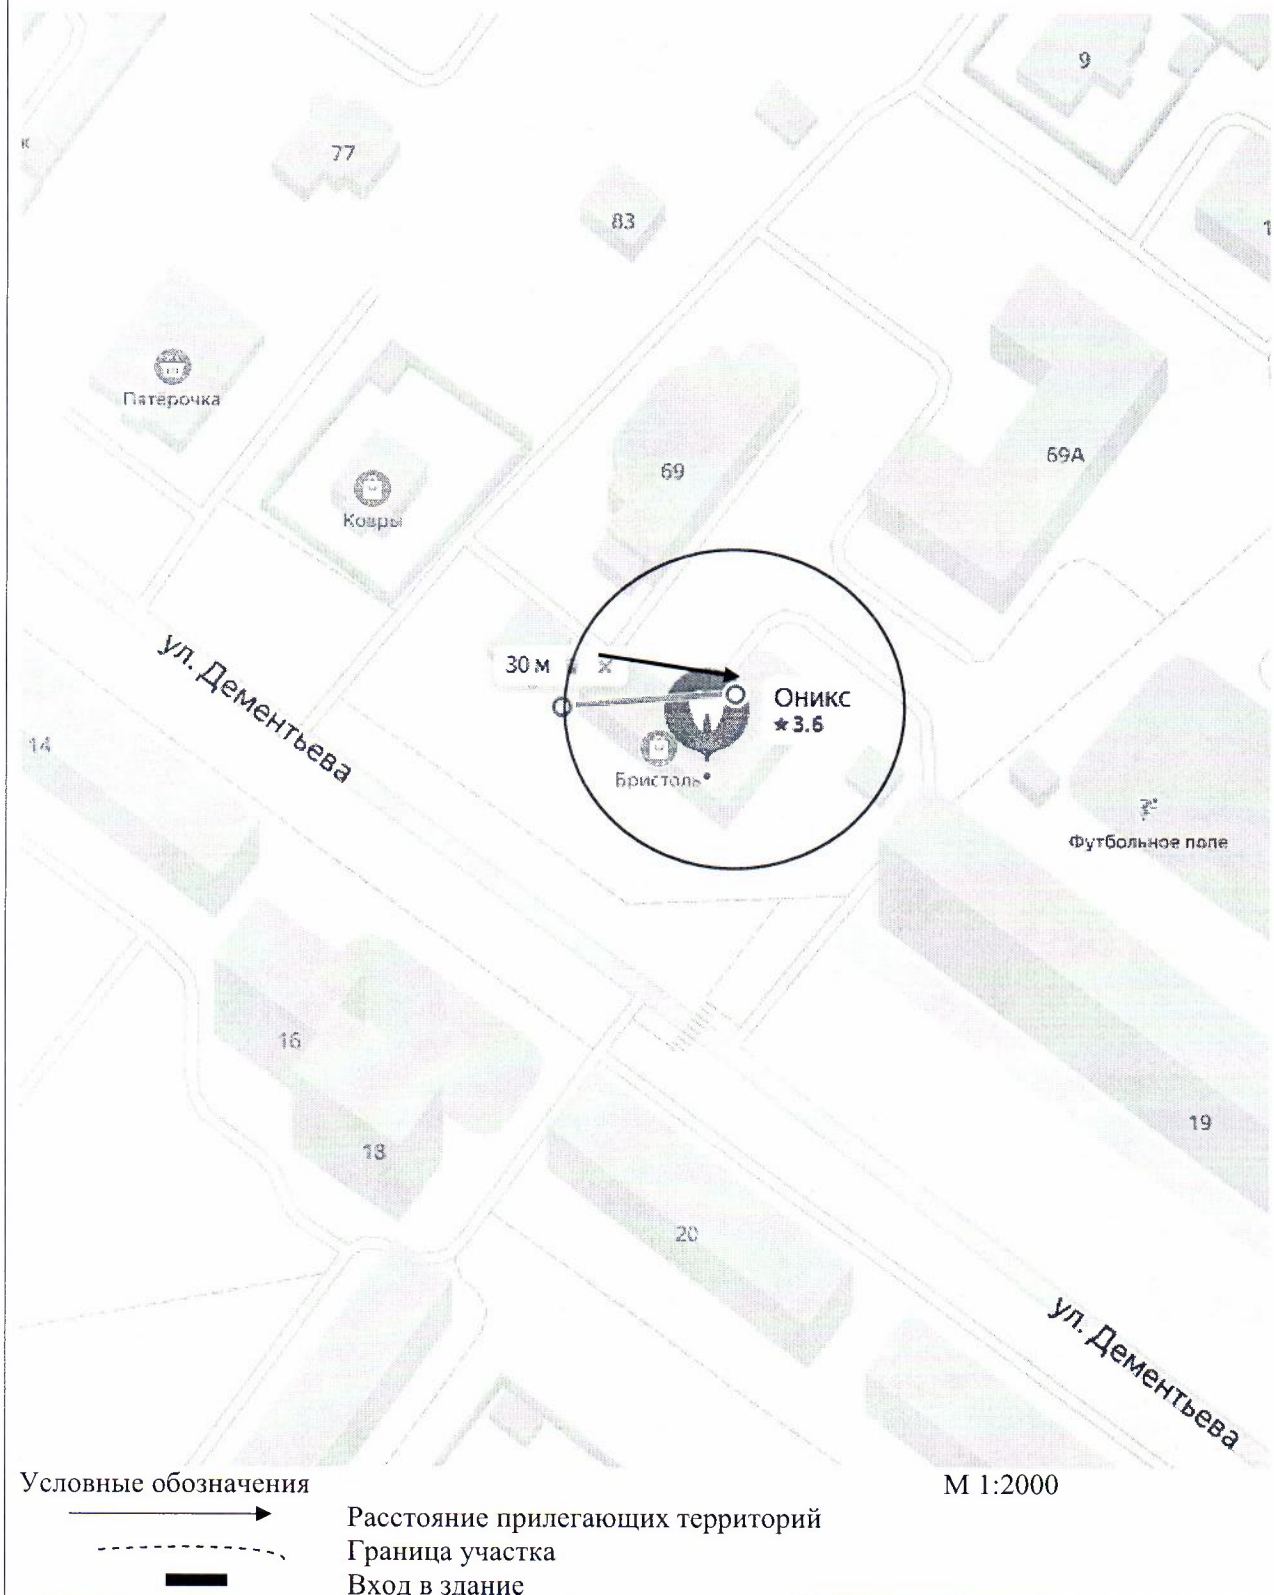 9
77
83
Пятёрочка
69
69А
Ковры
30 м
ул. Дементьева
Оникс
★3.6
14
Бристоль
Футбольное поле
16
18
19
20
ул. Дементьева
Условные обозначения
М 1:2000
Расстояние прилегающих территорий
Граница участка
Вход в здание